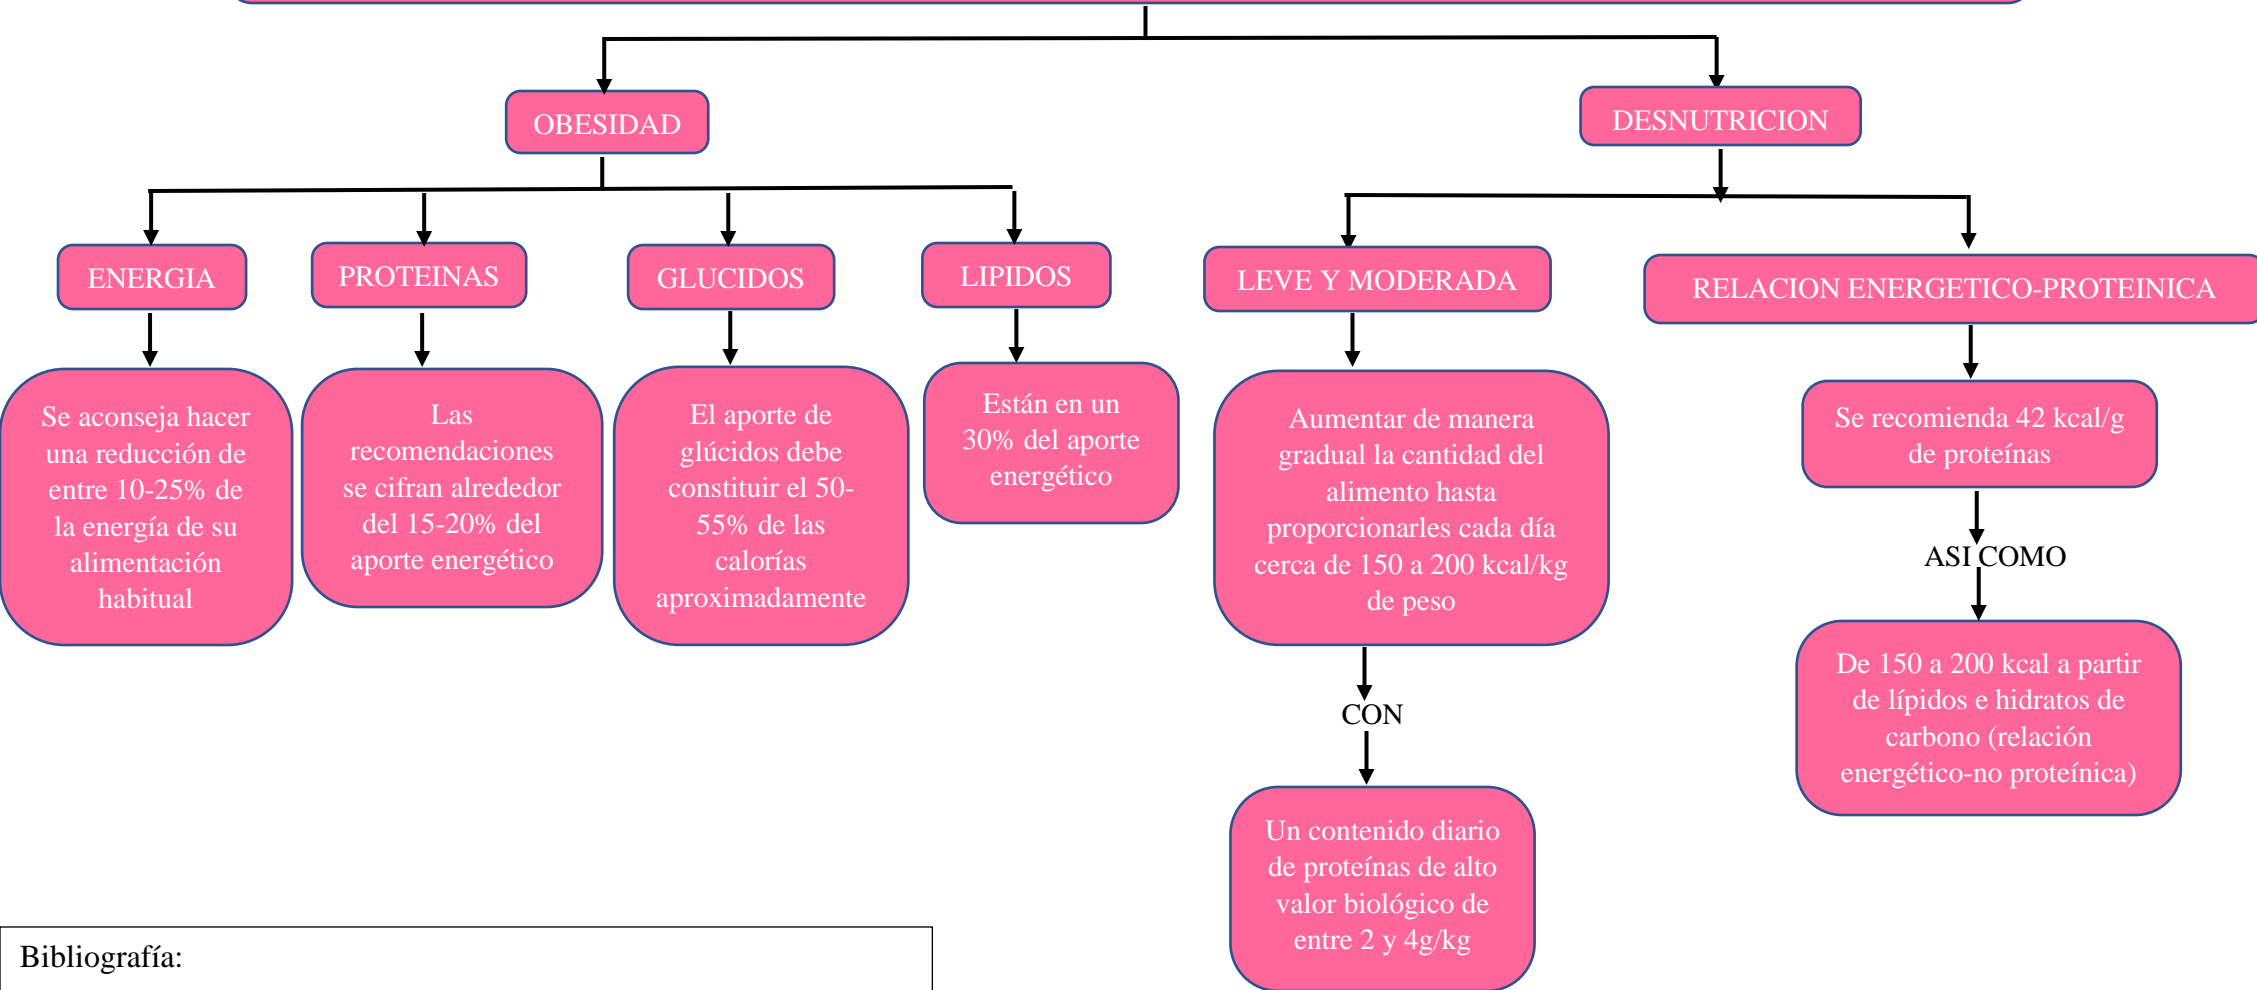 OBESIDAD
DESNUTRICION
ENERGIA
PROTEINAS
GLUCIDOS
LIPIDOS
LEVE Y MODERADA
RELACION ENERGETICO-PROTEINICA
Se aconseja hacer
una reducción de
entre 10-25% de
la energía de su
alimentación
habitual
Las
recomendaciones
se cifran alrededor
del 15-20% del
aporte energético
El aporte de
glúcidos debe
constituir el 50-
55% de las
calorías
aproximadamente
Están en un
30% del aporte
energético
Aumentar de manera
gradual la cantidad del
alimento hasta
proporcionarles cada día
cerca de 150 a 200 kcal/kg
de peso
CON
Un contenido diario
de proteínas de alto
valor biológico de
entre 2 y 4g/kg
Se recomienda 42 kcal/g
de proteínas
ASI COMO
De 150 a 200 kcal a partir
de lípidos e hidratos de
carbono (relación
energético-no proteínica)
Bibliografía: